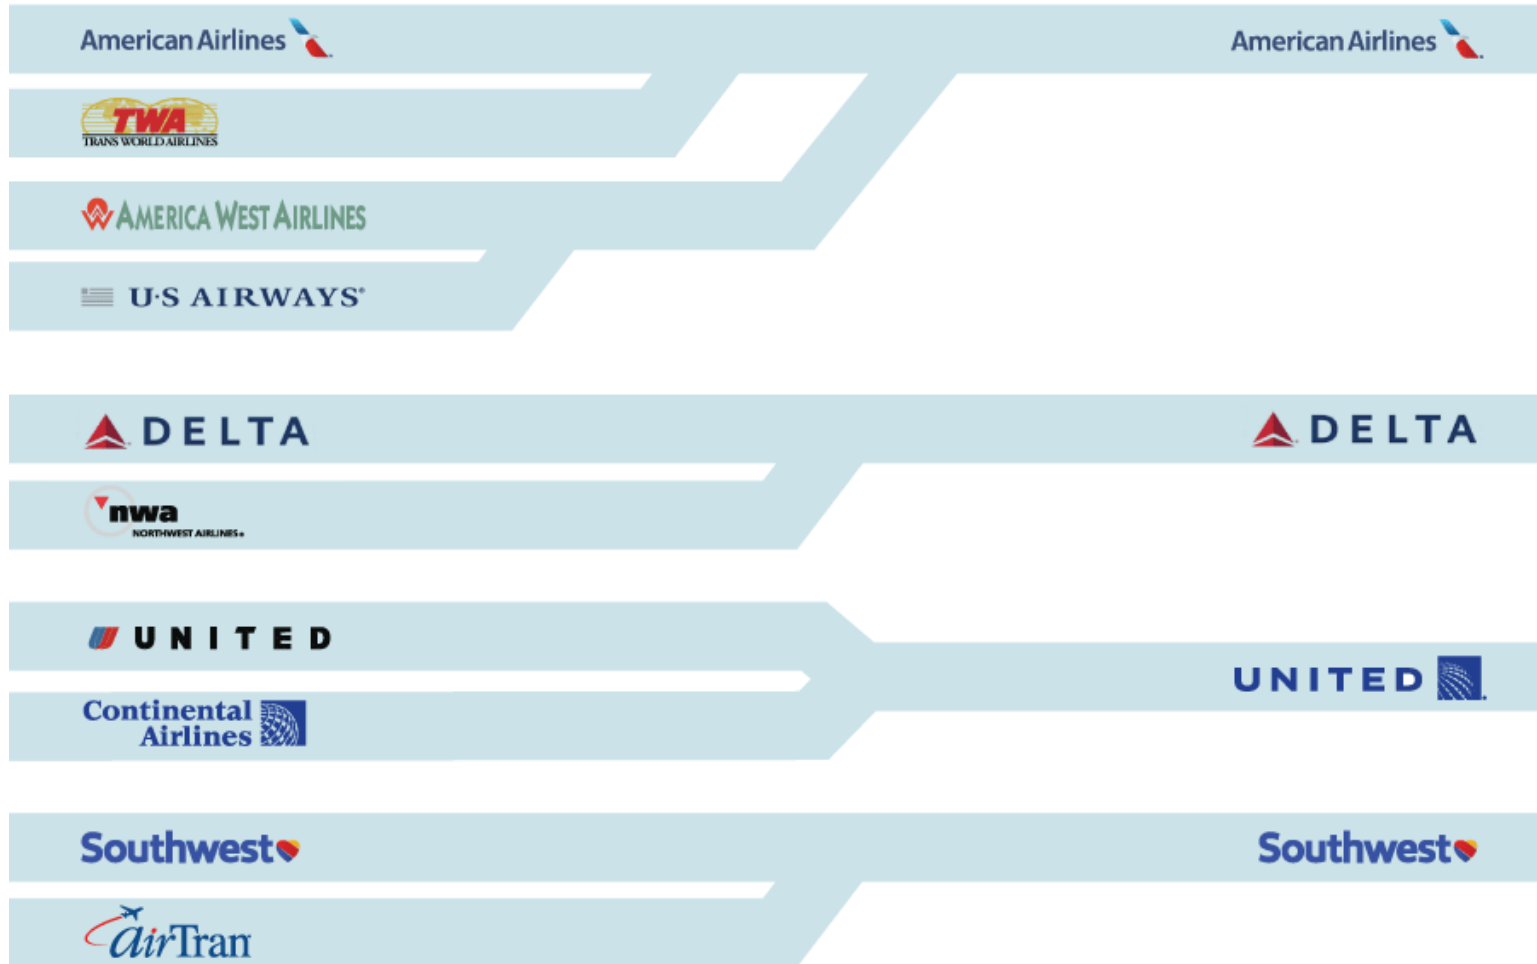 American Airlines
American Airlines
TWA
TRANS WORLD AIRLINES
AMERICA WEST AIRLINES
U·S AIRWAYS
DELTA
DELTA
nwa
NORTHWEST AIRLINES
UNITED
UNITED
Continental
Airlines
Southwest
Southwest
airTran